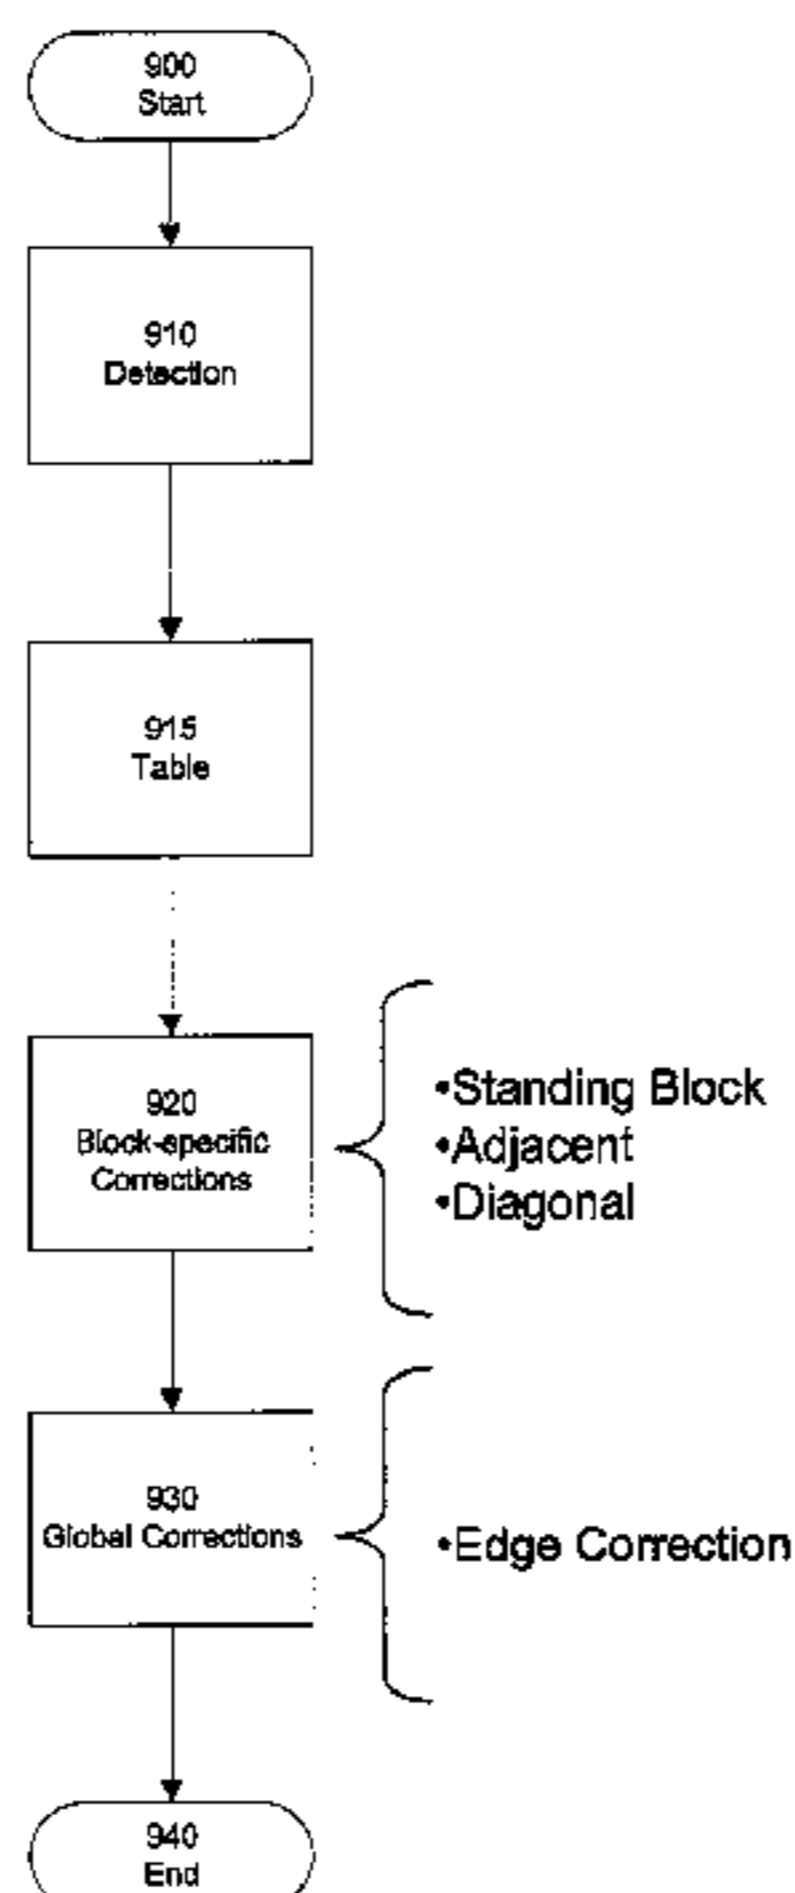 900
Start
910
Detection
915
Table
920
Block-specific
Corrections
•Standing Block
•Adjacent
•Diagonal
930
Global Corrections
•Edge Correction
940
End